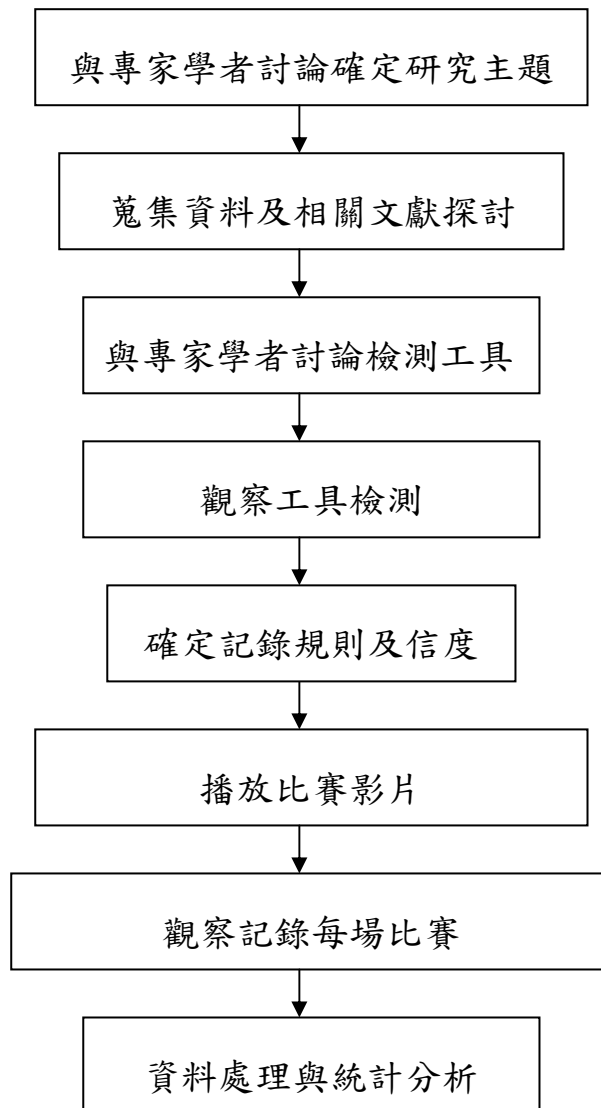 與專家學者討論確定研究主題
蒐集資料及相關文獻探討
與專家學者討論檢測工具
觀察工具檢測
確定記錄規則及信度
播放比賽影片
觀察記錄每場比賽
資料處理與統計分析